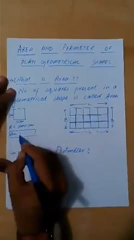 AREA AND PERIMETER OF
PLAN GEOMETRICAL SHAPES
What is Area?
No of squares present in a
geometrical shape is called Area
Perimeter: